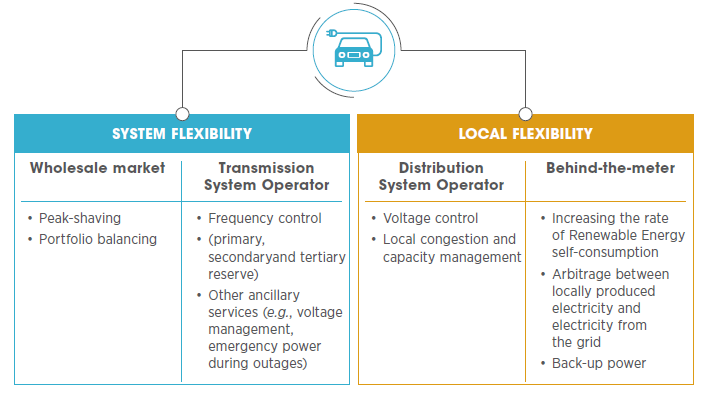 SYSTEM FLEXIBILITY
Wholesale market
• Peak-shaving
• Portfolio balancing
Transmission
System Operator
• Frequency control
• (primary,
secondaryand tertiary
reserve)
• Other ancillary
services (e.g., voltage
management,
emergency power
during outages)
LOCAL FLEXIBILITY
Distribution
System Operator
• Voltage control
• Local congestion and
capacity management
Behind-the-meter
• Increasing the rate
of Renewable Energy
self-consumption
• Arbitrage between
locally produced
electricity and
electricity from
the grid
• Back-up power